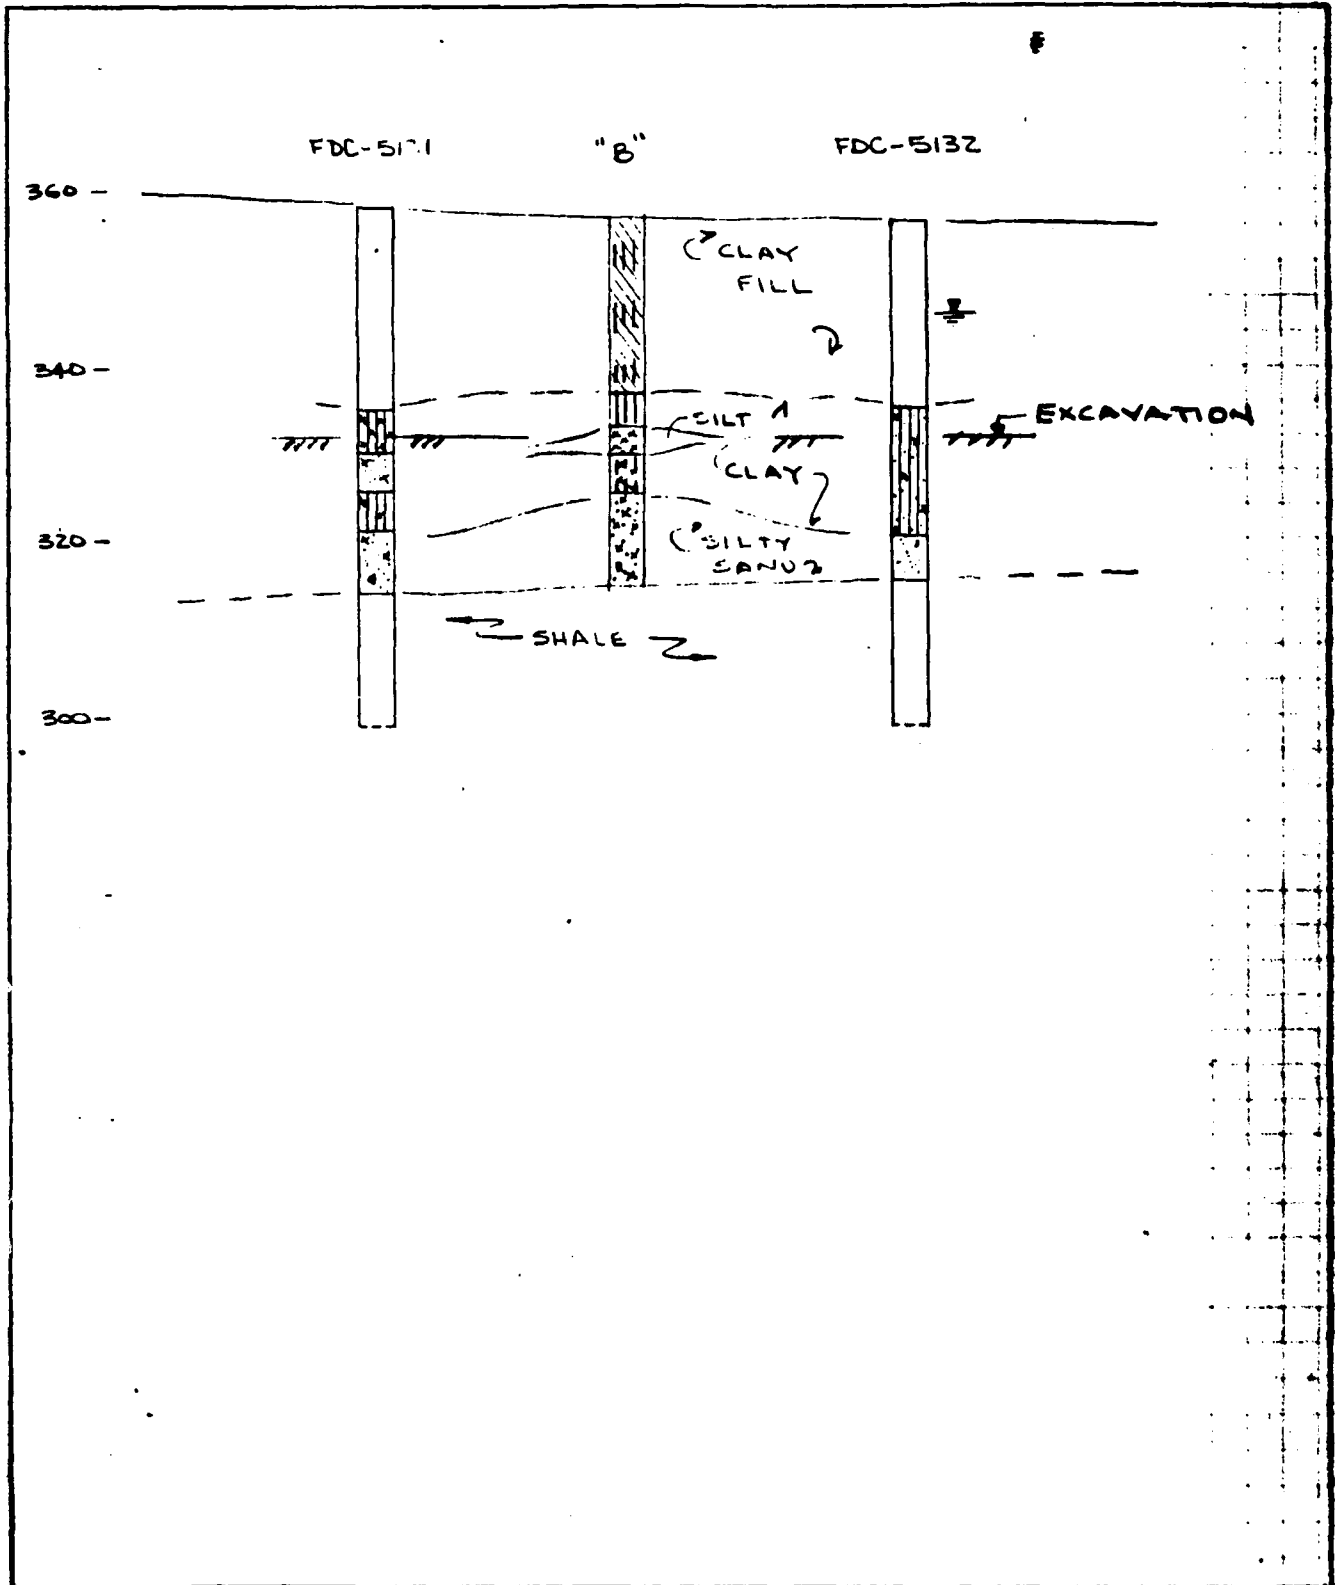 "B"
FDC-5132
360 -
CLAY
FILL
340 -
EXCAVATION
SILT
CLAY
320 -
SILTY
SHALE
300 -